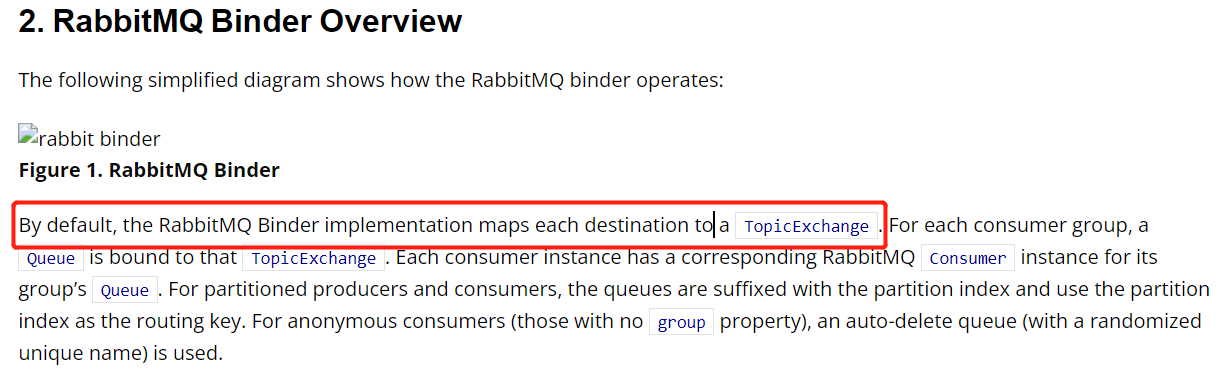 2. RabbitMQ Binder Overview
The following simplified diagram shows how the RabbitMQ binder operates:
rabbit binder
Figure 1. RabbitMQ Binder
By default, the RabbitMQ Binder implementation maps each destination to a TopicExchange. For each consumer group, a
Queue is bound to that TopicExchange. Each consumer instance has a corresponding RabbitMQ Consumer instance for its
group’s Queue. For partitioned producers and consumers, the queues are suffixed with the partition index and use the partition
index as the routing key. For anonymous consumers (those with no group property), an auto-delete queue (with a randomized
unique name) is used.